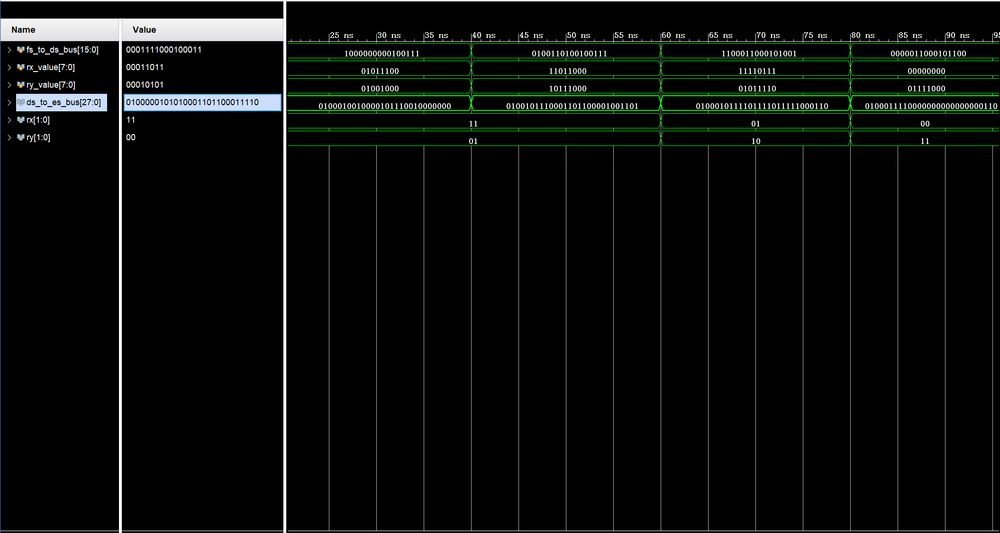 Name Value
25 ns 30 ns 35 ns 40 ns 45 ns 50 ns 55 ns 60 ns 65 ns 70 ns 75 ns 80 ns 85 ns 90 ns 95
fs_to_ds_bus[15:0] 0001111000100011 1000000000100111 0100110100100111 1100011000101001 0000011000101100
rx_value[7:0] 00011011 01011100 11011000 11110111 00000000
ry_value[7:0] 00010101 01001000 10111000 01011110 01111000
ds_to_es_bus[27:0] 0100000101010001101100011110 0100010010000101110010000000 0100101110001101100001001101 0100010111101111011111000110 0100011110000000000000000110
rx[1:0] 11 11 01 00
ry[1:0] 00 01 10 11